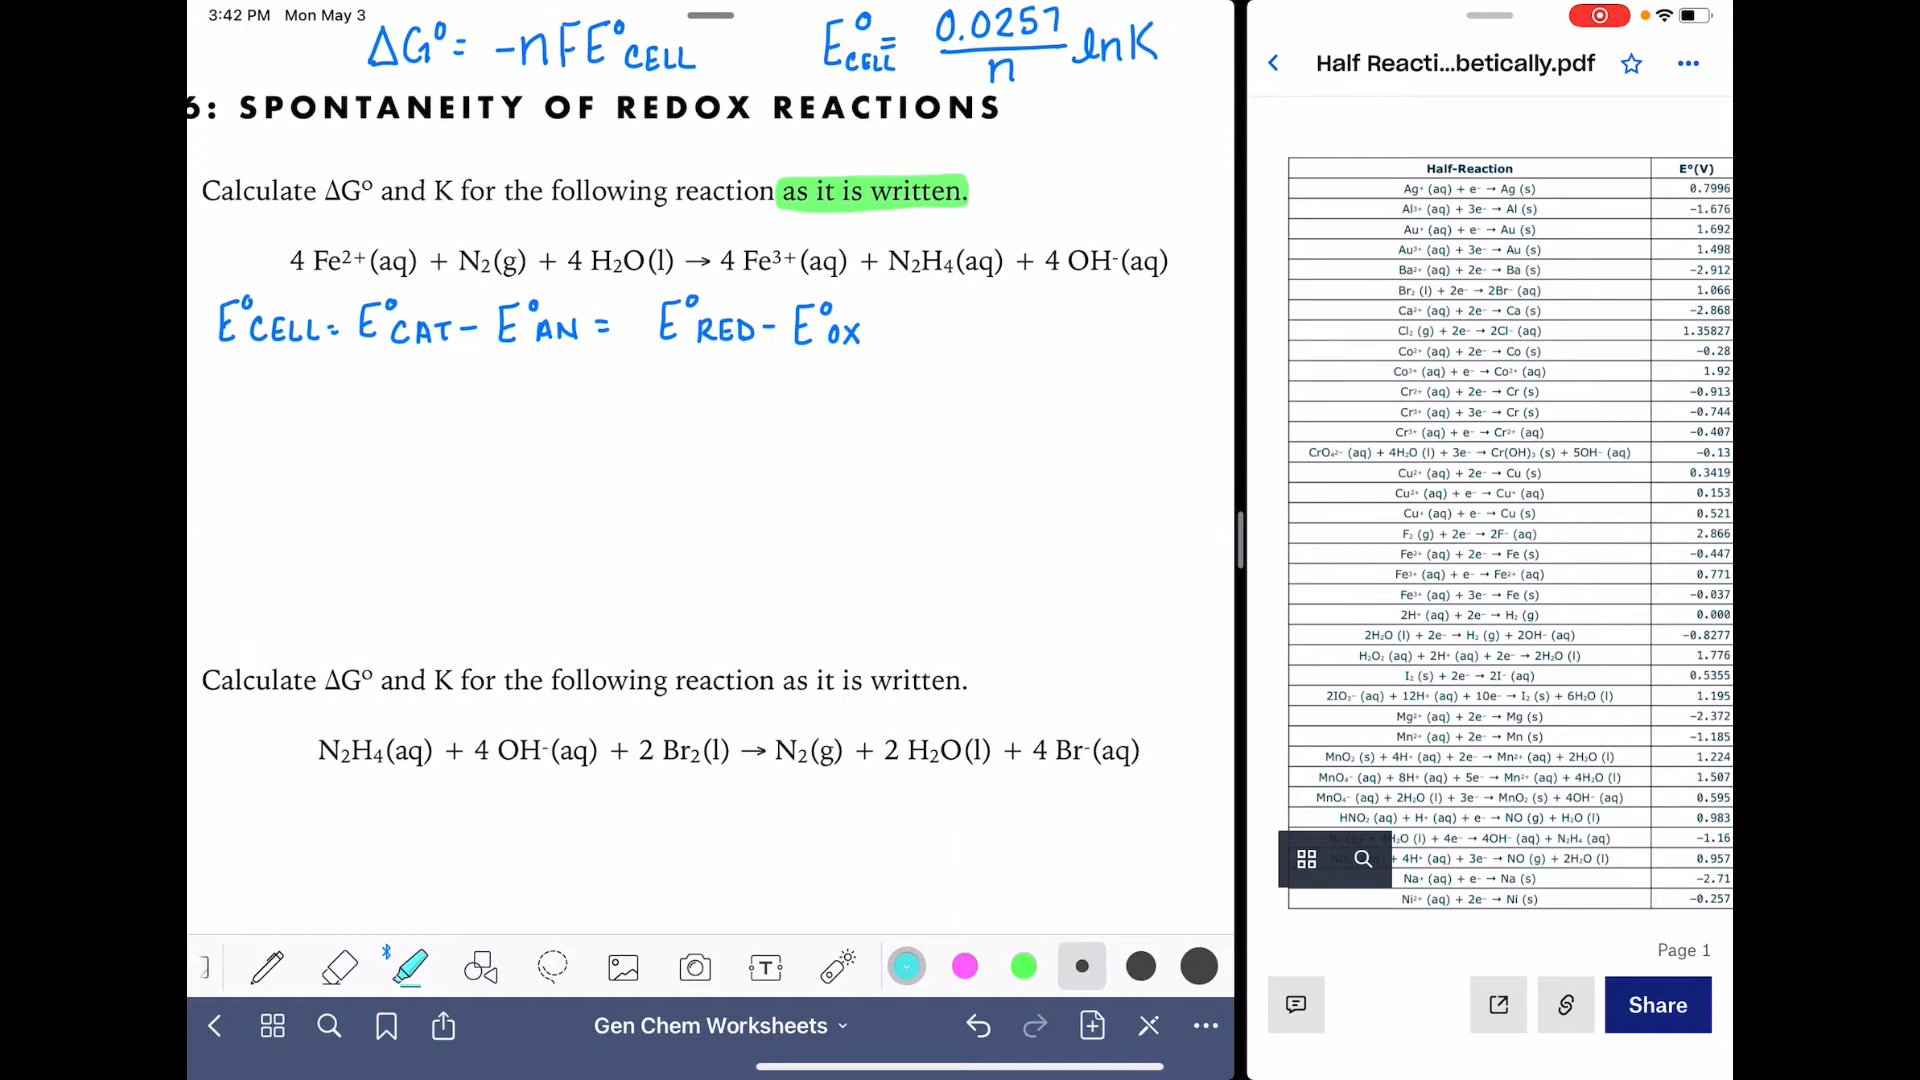 3:42 PM Mon May 3
ΔG° = -nFE°CELL
E°CELL = 0.0257/n lnK
6: SPONTANEITY OF REDOX REACTIONS
Calculate ΔGº and K for the following reaction as it is written.
4 Fe²⁺(aq) + N₂(g) + 4 H₂O(l) → 4 Fe³⁺(aq) + N₂H₄(aq) + 4 OH⁻(aq)
E°CELL = E°CAT - E°AN = E°RED - E°OX
Calculate ΔGº and K for the following reaction as it is written.
N₂H₄(aq) + 4 OH⁻(aq) + 2 Br₂(l) → N₂(g) + 2 H₂O(l) + 4 Br⁻(aq)
T
Gen Chem Worksheets
Half Reacti...betically.pdf
Half-Reaction E°(V)
Ag⁺ (aq) + e⁻ → Ag (s) 0.7996
Al³⁺ (aq) + 3e⁻ → Al (s) −1.676
Au⁺ (aq) + e⁻ → Au (s) 1.692
Au³⁺ (aq) + 3e⁻ → Au (s) 1.498
Ba²⁺ (aq) + 2e⁻ → Ba (s) −2.912
Br₂ (l) + 2e⁻ → 2Br⁻ (aq) 1.066
Ca²⁺ (aq) + 2e⁻ → Ca (s) −2.868
Cl₂ (g) + 2e⁻ → 2Cl⁻ (aq) 1.35827
Co²⁺ (aq) + 2e⁻ → Co (s) −0.28
Co³⁺ (aq) + e⁻ → Co²⁺ (aq) 1.92
Cr²⁺ (aq) + 2e⁻ → Cr (s) −0.913
Cr³⁺ (aq) + 3e⁻ → Cr (s) −0.744
Cr³⁺ (aq) + e⁻ → Cr²⁺ (aq) −0.407
CrO₄²⁻ (aq) + 4H₂O (l) + 3e⁻ → Cr(OH)₃ (s) + 5OH⁻ (aq) −0.13
Cu²⁺ (aq) + 2e⁻ → Cu (s) 0.3419
Cu²⁺ (aq) + e⁻ → Cu⁺ (aq) 0.153
Cu⁺ (aq) + e⁻ → Cu (s) 0.521
F₂ (g) + 2e⁻ → 2F⁻ (aq) 2.866
Fe²⁺ (aq) + 2e⁻ → Fe (s) −0.447
Fe³⁺ (aq) + e⁻ → Fe²⁺ (aq) 0.771
Fe³⁺ (aq) + 3e⁻ → Fe (s) −0.037
2H⁺ (aq) + 2e⁻ → H₂ (g) 0.000
2H₂O (l) + 2e⁻ → H₂ (g) + 2OH⁻ (aq) −0.8277
H₂O₂ (aq) + 2H⁺ (aq) + 2e⁻ → 2H₂O (l) 1.776
I₂ (s) + 2e⁻ → 2I⁻ (aq) 0.5355
2IO₃⁻ (aq) + 12H⁺ (aq) + 10e⁻ → I₂ (s) + 6H₂O (l) 1.195
Mg²⁺ (aq) + 2e⁻ → Mg (s) −2.372
Mn²⁺ (aq) + 2e⁻ → Mn (s) −1.185
MnO₂ (s) + 4H⁺ (aq) + 2e⁻ → Mn²⁺ (aq) + 2H₂O (l) 1.224
MnO₄⁻ (aq) + 8H⁺ (aq) + 5e⁻ → Mn²⁺ (aq) + 4H₂O (l) 1.507
MnO₄⁻ (aq) + 2H₂O (l) + 3e⁻ → MnO₂ (s) + 4OH⁻ (aq) 0.595
HNO₂ (aq) + H⁺ (aq) + e⁻ → NO (g) + H₂O (l) 0.983
H₂O (l) + 4e⁻ → 4OH⁻ (aq) + N₂H₄ (aq) −1.16
+ 4H⁺ (aq) + 3e⁻ → NO (g) + 2H₂O (l) 0.957
Na⁺ (aq) + e⁻ → Na (s) −2.71
Ni²⁺ (aq) + 2e⁻ → Ni (s) −0.257
Page 1
Share